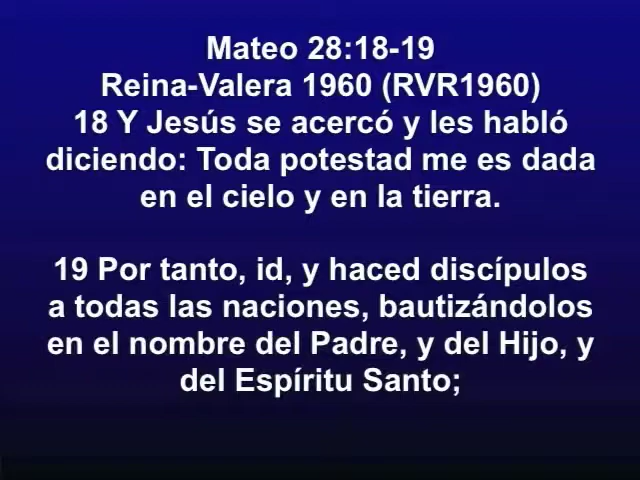 Mateo 28:18-19
Reina-Valera 1960 (RVR1960)
18 Y Jesús se acercó y les habló
diciendo: Toda potestad me es dada
en el cielo y en la tierra.
19 Por tanto, id, y haced discípulos
a todas las naciones, bautizándolos
en el nombre del Padre, y del Hijo, y
del Espíritu Santo;